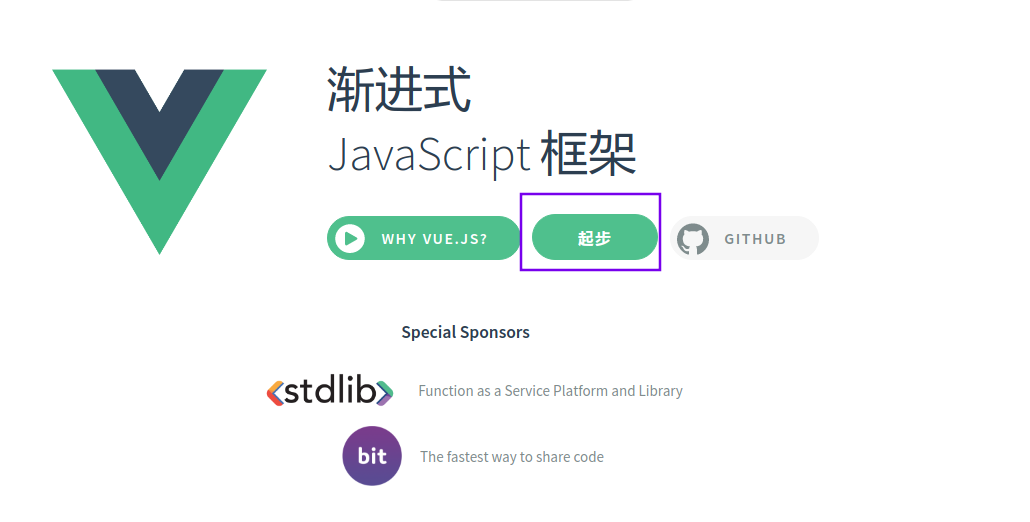 渐进式
JavaScript 框架
WHY VUE.JS?
起步
GITHUB
Special Sponsors
<stdlib>
Function as a Service Platform and Library
bit
The fastest way to share code